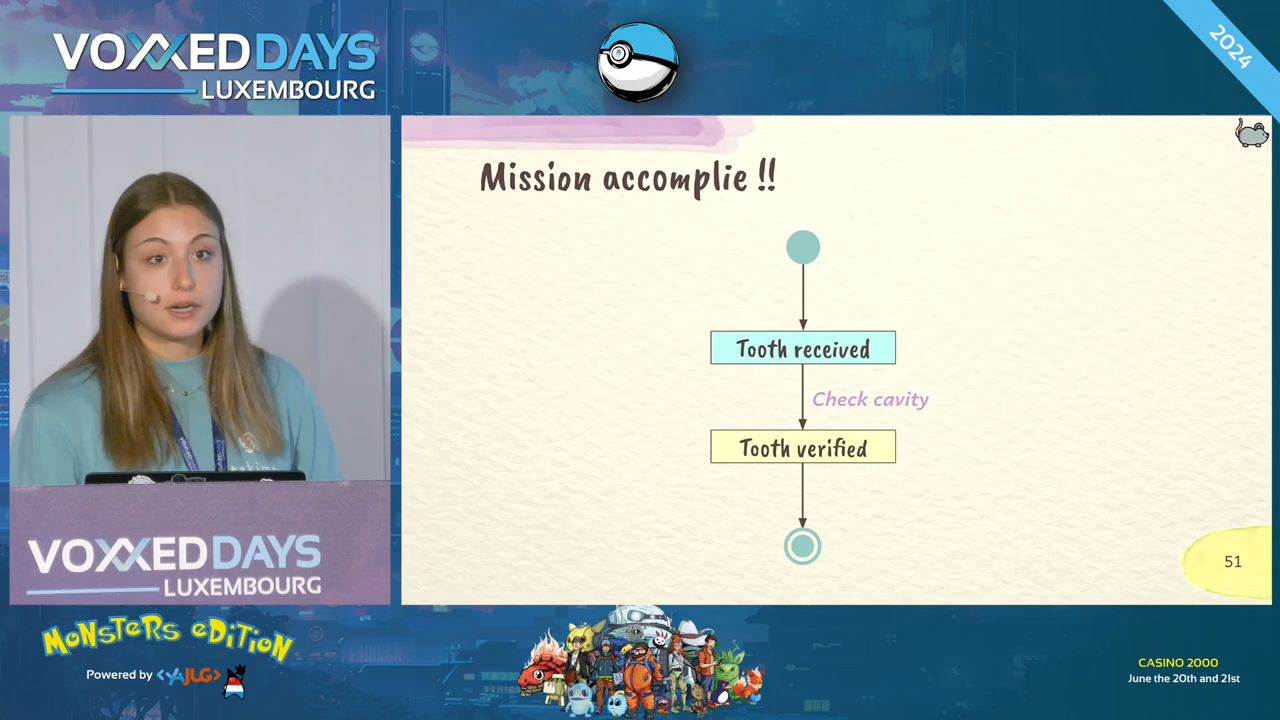 VOXXED DAYS
LUXEMBOURG
2024
Mission accomplie !!
Tooth received
Check cavity
Tooth verified
51
VOXXED DAYS
LUXEMBOURG
MONSTERS EDITION
Powered by <YAJUG>
CASINO 2000
June the 20th and 21st